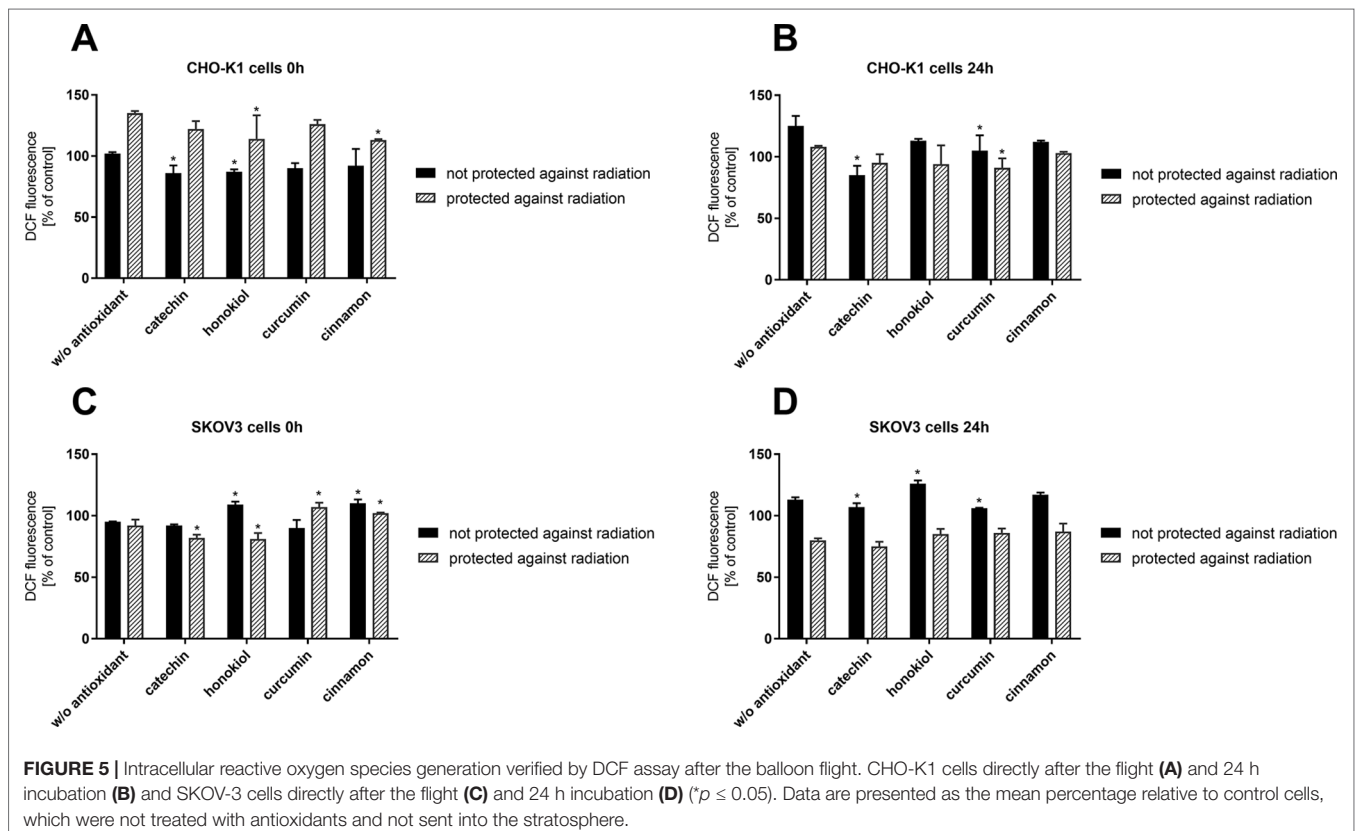 A
CHO-K1 cells 0h
DCF fluorescence
[% of control]
150
100
50
0
*
*
*
*
w/o antioxidant
catechin
honokiol
curcumin
cinnamon
not protected against radiation
protected against radiation
B
CHO-K1 cells 24h
DCF fluorescence
[% of control]
150
100
50
0
*
*
*
w/o antioxidant
catechin
honokiol
curcumin
cinnamon
not protected against radiation
protected against radiation
C
SKOV3 cells 0h
DCF fluorescence
[% of control]
150
100
50
0
*
*
*
*
*
*
w/o antioxidant
catechin
honokiol
curcumin
cinnamon
not protected against radiation
protected against radiation
D
SKOV3 cells 24h
DCF fluorescence
[% of control]
150
100
50
0
*
*
*
w/o antioxidant
catechin
honokiol
curcumin
cinnamon
not protected against radiation
protected against radiation
FIGURE 5 | Intracellular reactive oxygen species generation verified by DCF assay after the balloon flight. CHO-K1 cells directly after the flight (A) and 24 h
incubation (B) and SKOV-3 cells directly after the flight (C) and 24 h incubation (D) (*p ≤ 0.05). Data are presented as the mean percentage relative to control cells,
which were not treated with antioxidants and not sent into the stratosphere.